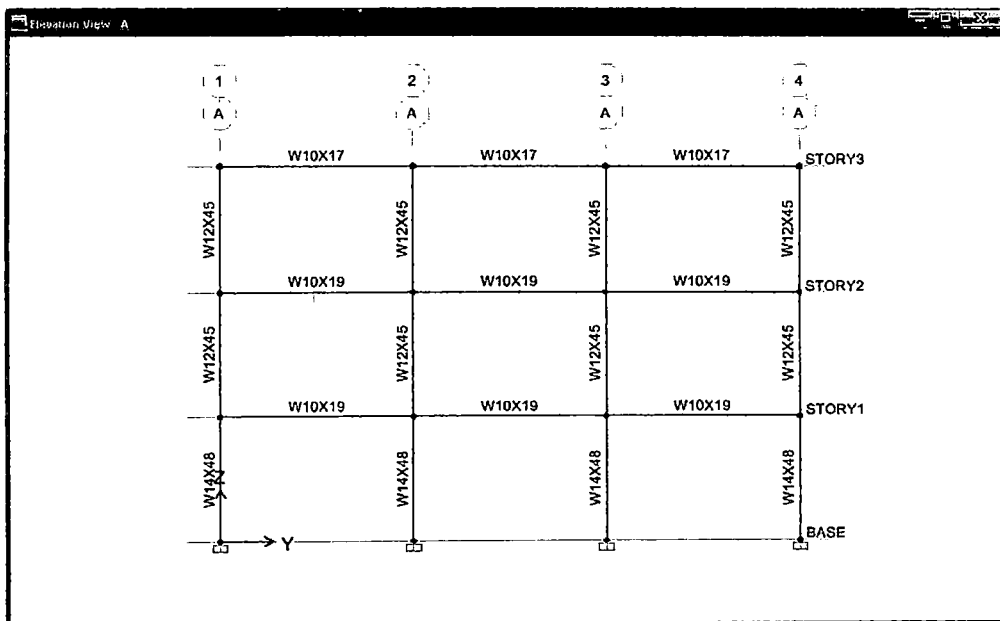 Elevation View A
1 2 3 4
A A A A
W10X17 W10X17 W10X17 STORY3
W12X45 W12X45 W12X45 W12X45
W10X19 W10X19 W10X19 STORY2
W12X45 W12X45 W12X45 W12X45
W10X19 W10X19 W10X19 STORY1
W14X48 W14X48 W14X48 W14X48
Z
BASE
Y